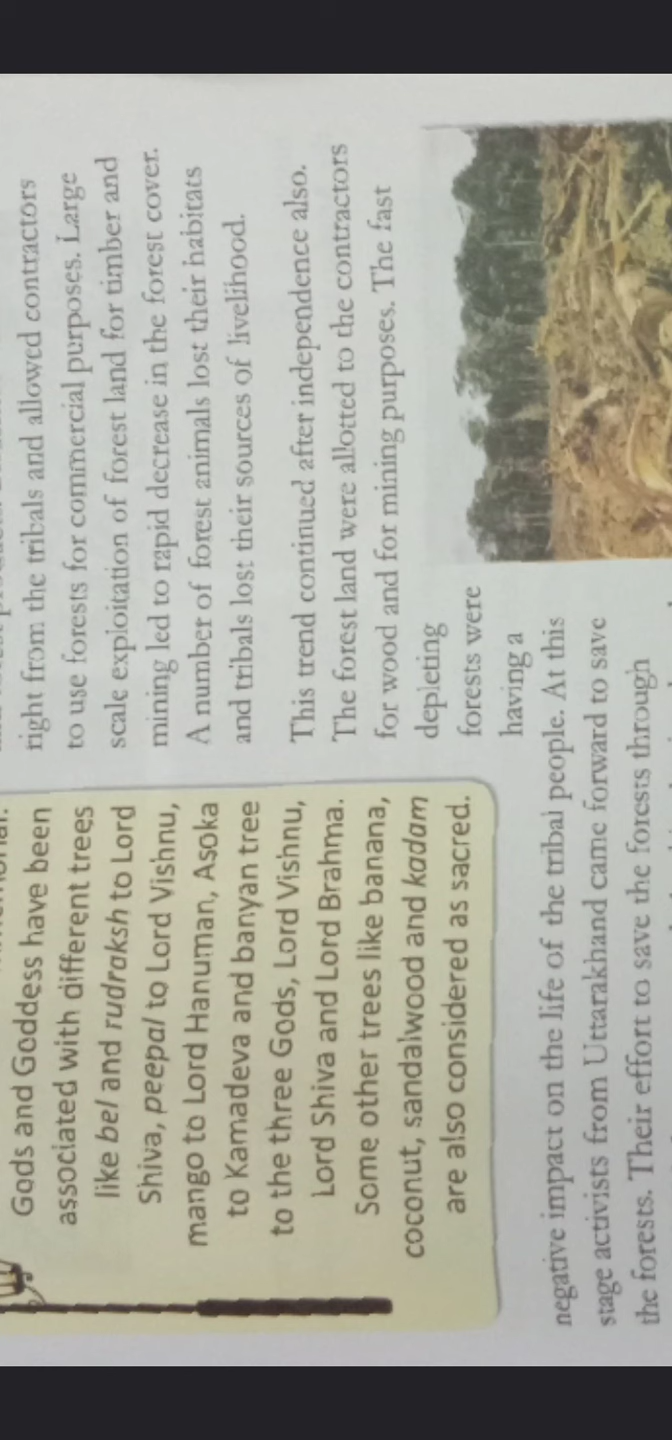 Gods and Goddess have been
associated with different trees
like bel and rudraksh to Lord
Shiva, peepal to Lord Vishnu,
mango to Lord Hanuman, Asoka
to Kamadeva and banyan tree
to the three Gods, Lord Vishnu,
Lord Shiva and Lord Brahma.
Some other trees like banana,
coconut, sandalwood and kadam
are also considered as sacred.
right from the tribals and allowed contractors
to use forests for commercial purposes. Large
scale exploitation of forest land for timber and
mining led to rapid decrease in the forest cover.
A number of forest animals lost their habitats
and tribals lost their sources of livelihood.
This trend continued after independence also.
The forest land were allotted to the contractors
for wood and for mining purposes. The fast
depleting
forests were
having a
negative impact on the life of the tribal people. At this
stage activists from Uttarakhand came forward to save
the forests. Their effort to save the forests through